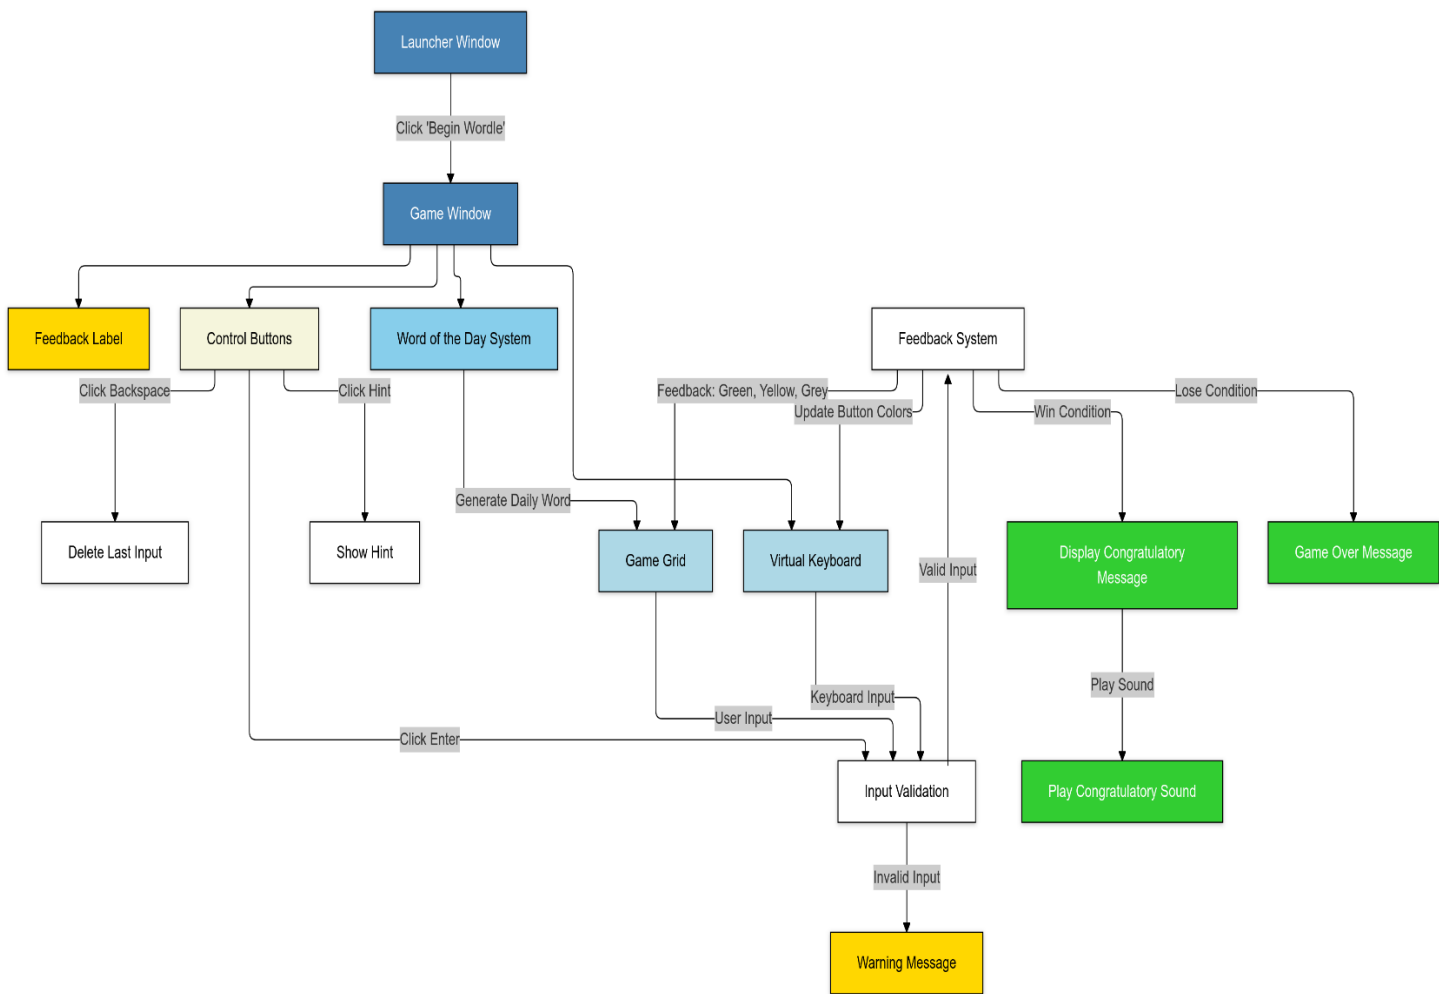 Launcher Window
Click 'Begin Wordle'
Game Window
Feedback Label
Control Buttons
Word of the Day System
Feedback System
Click Backspace
Click Hint
Feedback: Green, Yellow, Grey
Lose Condition
Update Button Colors
Win Condition
Generate Daily Word
Delete Last Input
Show Hint
Game Grid
Virtual Keyboard
Valid Input
Display Congratulatory
Message
Game Over Message
Play Sound
Keyboard Input
User Input
Click Enter
Input Validation
Play Congratulatory Sound
Invalid Input
Warning Message